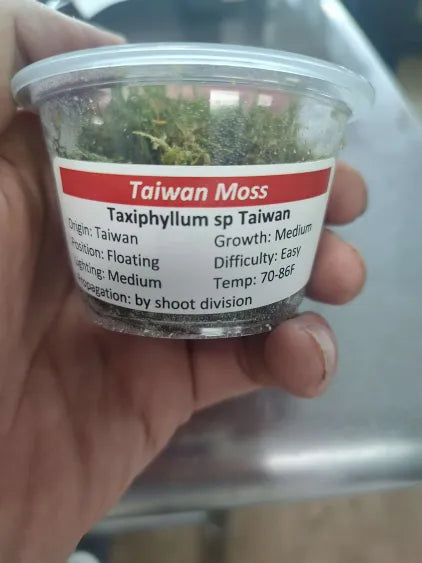 Taiwan Moss
Taxiphyllum sp Taiwan
Origin: Taiwan
Growth: Medium
Position: Floating
Difficulty: Easy
Lighting: Medium
Temp: 70-86F
Propagation: by shoot division